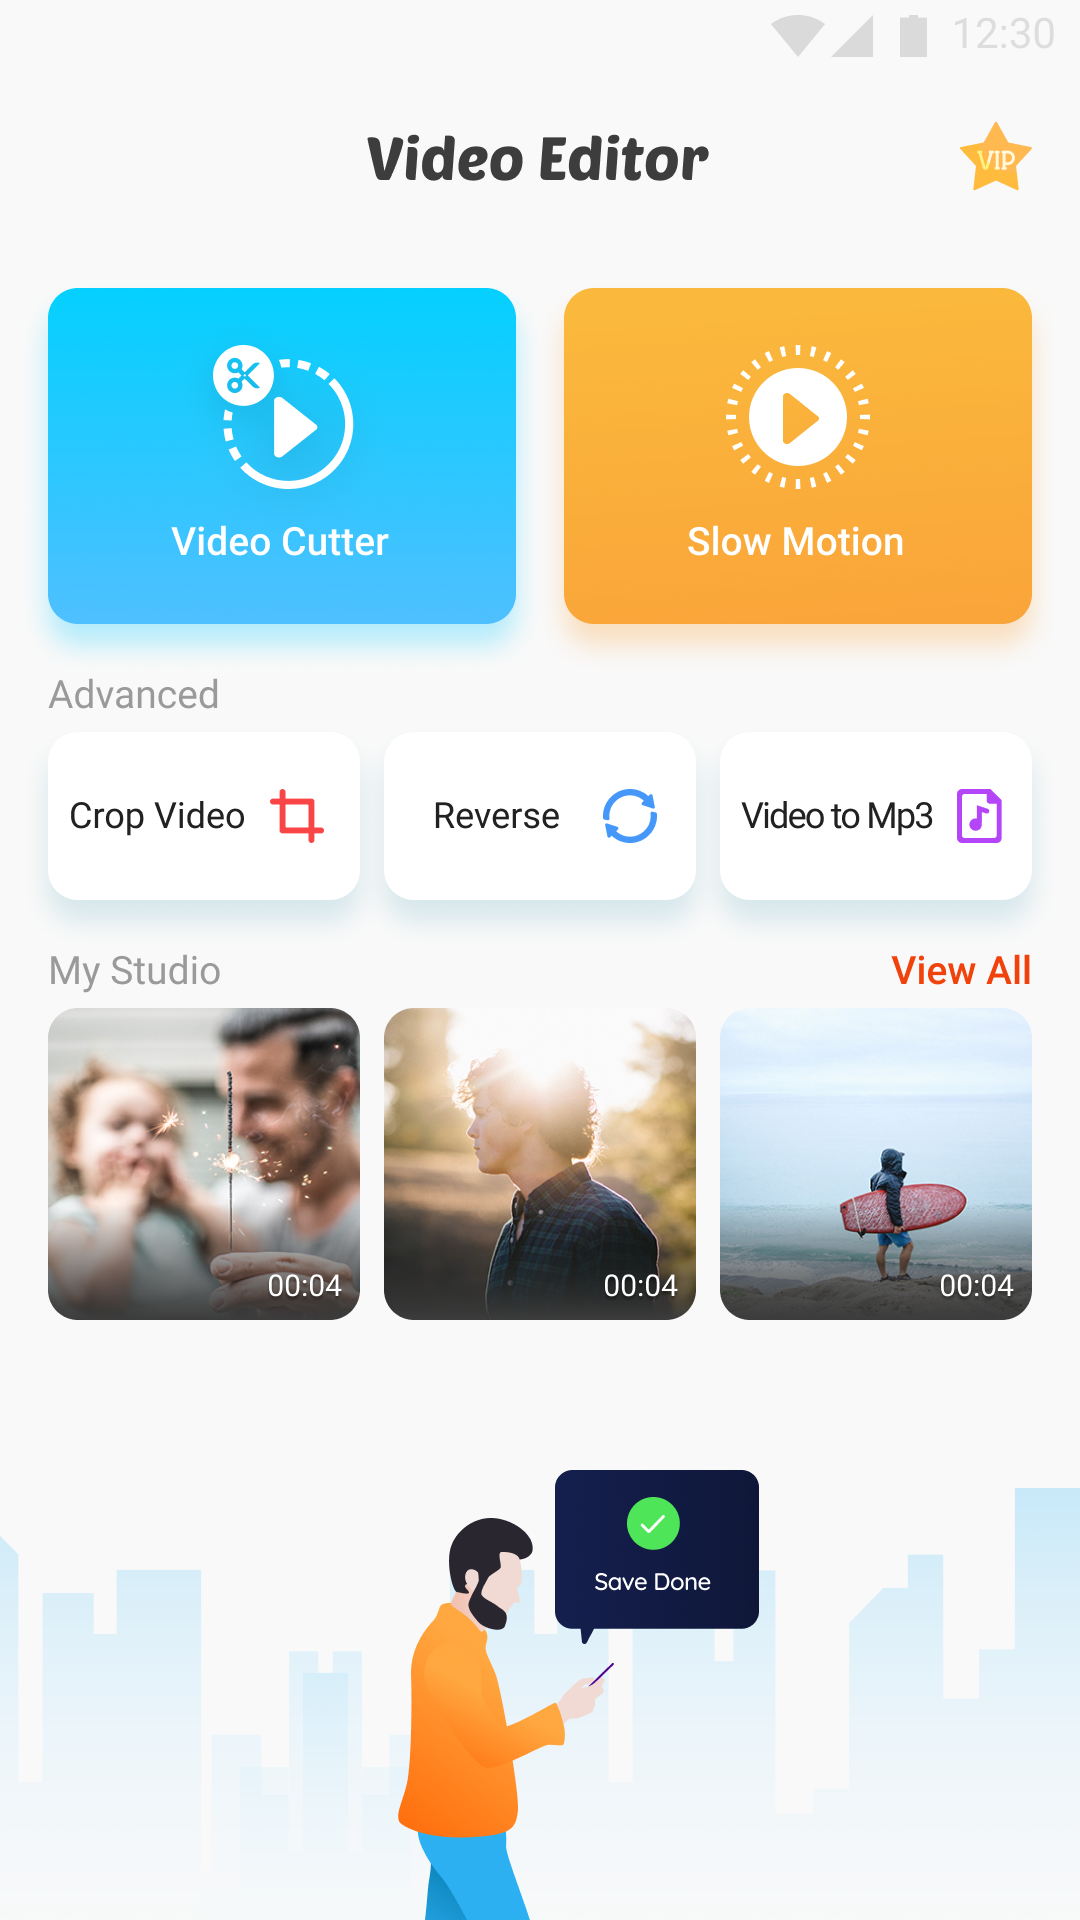 12:30
Video Editor
VIP
Video Cutter
Slow Motion
Advanced
Crop Video
Reverse
Video to Mp3
My Studio
View All
00:04
00:04
00:04
Save Done